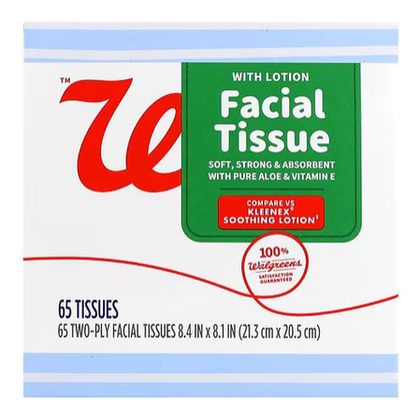 ™ W
WITH LOTION
Facial
Tissue
SOFT, STRONG & ABSORBENT
WITH PURE ALOE & VITAMIN E
COMPARE VS
KLEENEX®
SOOTHING LOTION†
100%
Walgreens
SATISFACTION
GUARANTEED
65 TISSUES
65 TWO-PLY FACIAL TISSUES 8.4 IN x 8.1 IN (21.3 cm x 20.5 cm)